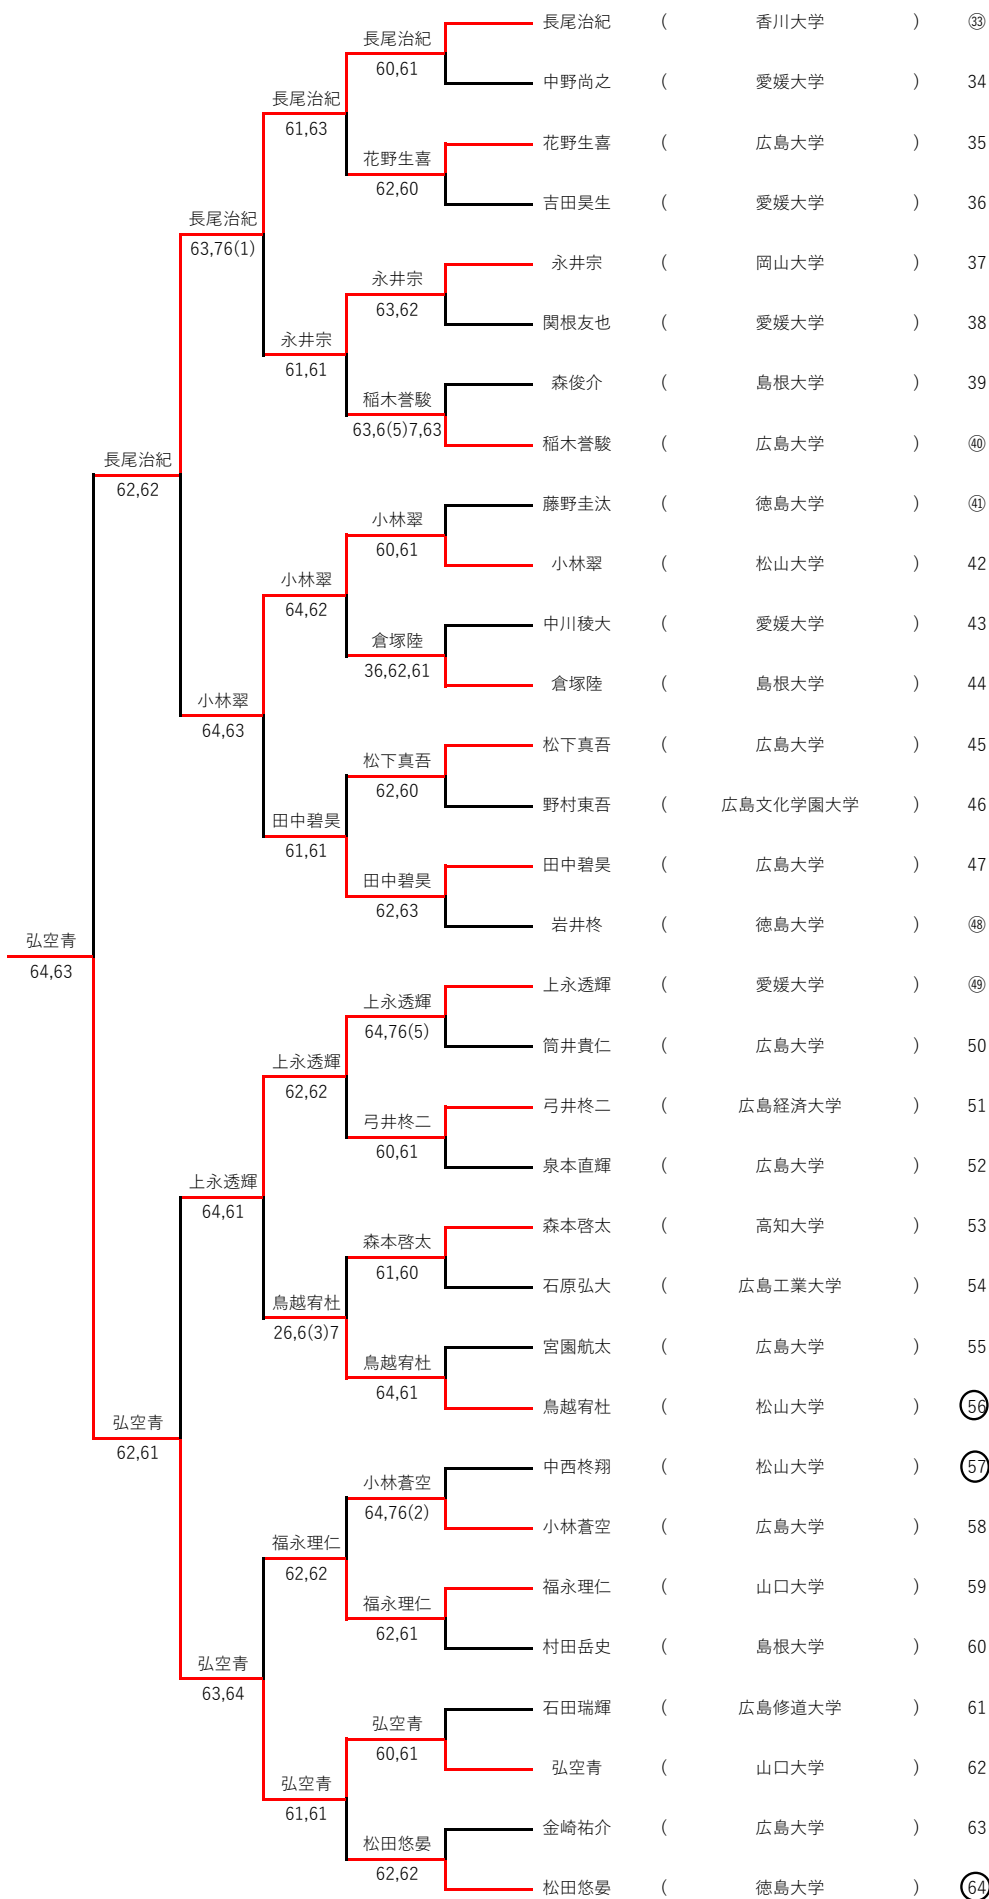 長尾治紀 ( 香川大学 ) ㉝
長尾治紀
60,61
中野尚之 ( 愛媛大学 ) 34
長尾治紀
61,63
花野生喜 ( 広島大学 ) 35
花野生喜
62,60
吉田昊生 ( 愛媛大学 ) 36
長尾治紀
63,76(1)
永井宗 ( 岡山大学 ) 37
永井宗
63,62
関根友也 ( 愛媛大学 ) 38
永井宗
61,61
森俊介 ( 島根大学 ) 39
稲木誉駿
63,6(5)7,63
稲木誉駿 ( 広島大学 ) ㊵
長尾治紀
62,62
藤野圭汰 ( 徳島大学 ) ㊶
小林翠
60,61
小林翠 ( 松山大学 ) 42
小林翠
64,62
中川稜大 ( 愛媛大学 ) 43
倉塚陸
36,62,61
倉塚陸 ( 島根大学 ) 44
小林翠
64,63
松下真吾 ( 広島大学 ) 45
松下真吾
62,60
野村東吾 ( 広島文化学園大学 ) 46
田中碧昊
61,61
田中碧昊 ( 広島大学 ) 47
田中碧昊
62,63
岩井柊 ( 徳島大学 ) ㊽
弘空青
64,63
上永透輝 ( 愛媛大学 ) ㊾
上永透輝
64,76(5)
筒井貴仁 ( 広島大学 ) 50
上永透輝
62,62
弓井柊二 ( 広島経済大学 ) 51
弓井柊二
60,61
泉本直輝 ( 広島大学 ) 52
上永透輝
64,61
森本啓太 ( 高知大学 ) 53
森本啓太
61,60
石原弘大 ( 広島工業大学 ) 54
鳥越宥杜
26,6(3)7
宮園航太 ( 広島大学 ) 55
鳥越宥杜
64,61
鳥越宥杜 ( 松山大学 ) 56
弘空青
62,61
中西柊翔 ( 松山大学 ) 57
小林蒼空
64,76(2)
小林蒼空 ( 広島大学 ) 58
福永理仁
62,62
福永理仁 ( 山口大学 ) 59
福永理仁
62,61
村田岳史 ( 島根大学 ) 60
弘空青
63,64
石田瑞輝 ( 広島修道大学 ) 61
弘空青
60,61
弘空青 ( 山口大学 ) 62
弘空青
61,61
金崎祐介 ( 広島大学 ) 63
松田悠晏
62,62
松田悠晏 ( 徳島大学 ) 64